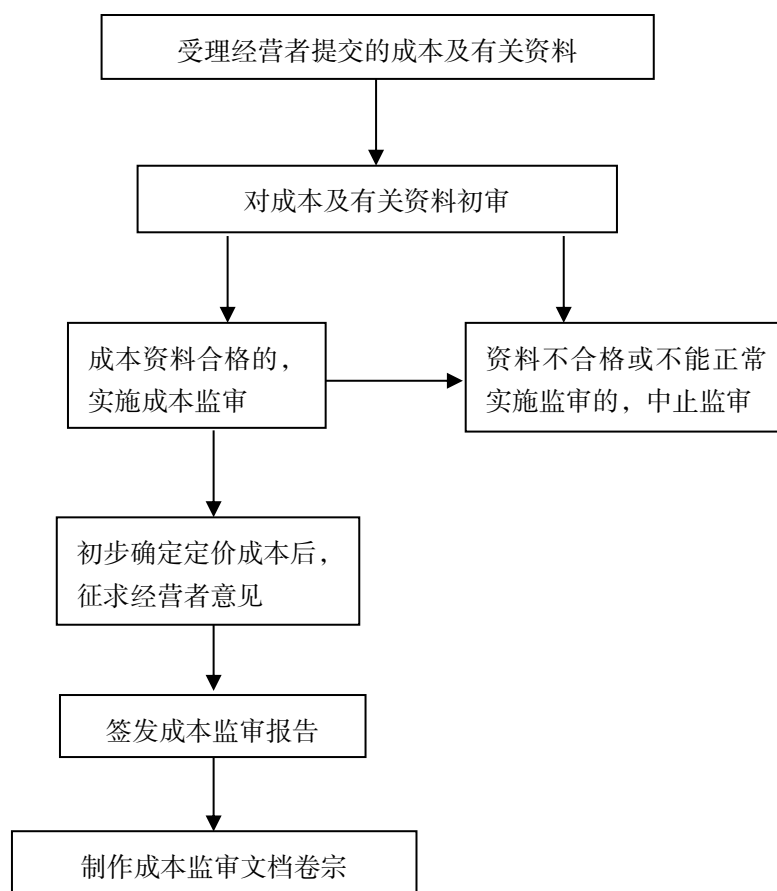 受理经营者提交的成本及有关资料
对成本及有关资料初审
成本资料合格的，
实施成本监审
资料不合格或不能正常
实施监审的，中止监审
初步确定定价成本后，
征求经营者意见
签发成本监审报告
制作成本监审文档卷宗